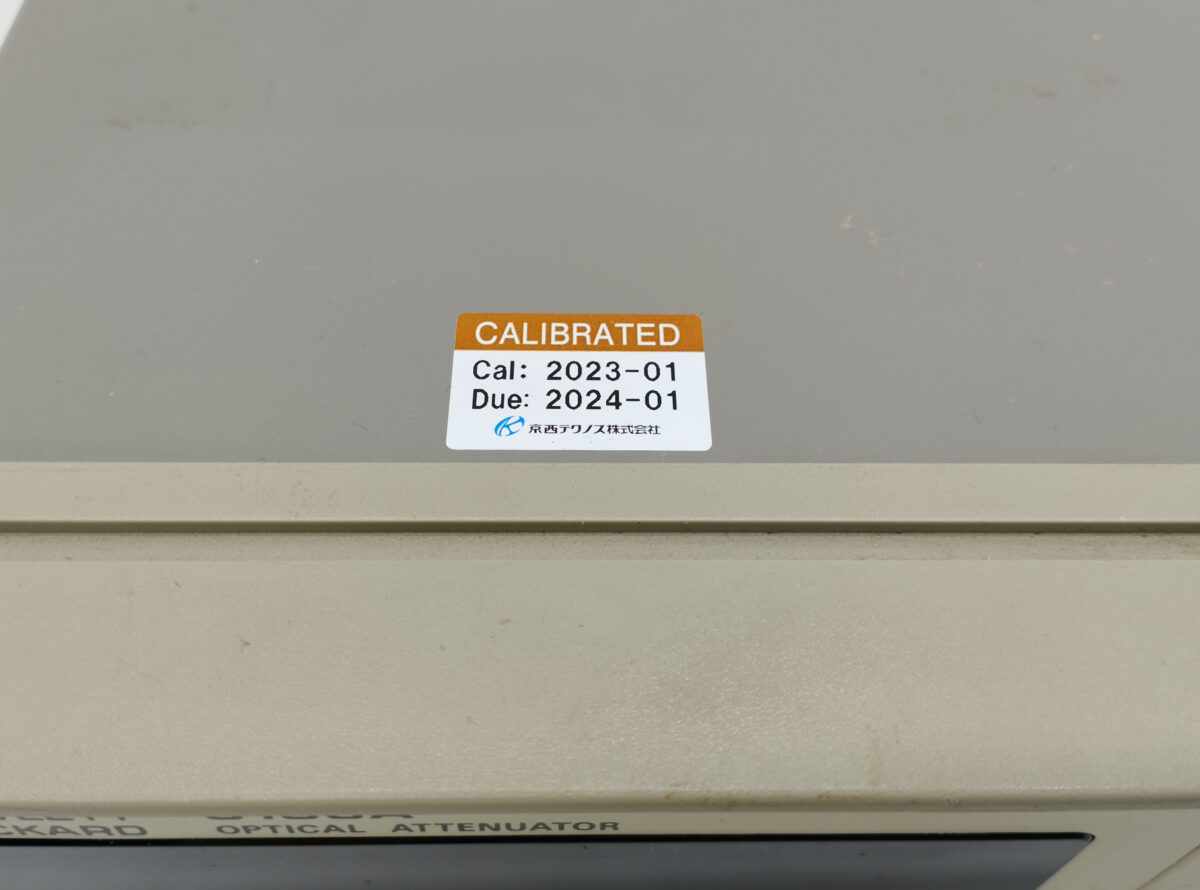 CALIBRATED
Cal: 2023-01
Due: 2024-01
京西テクノス株式会社
OPTICAL ATTENUATOR